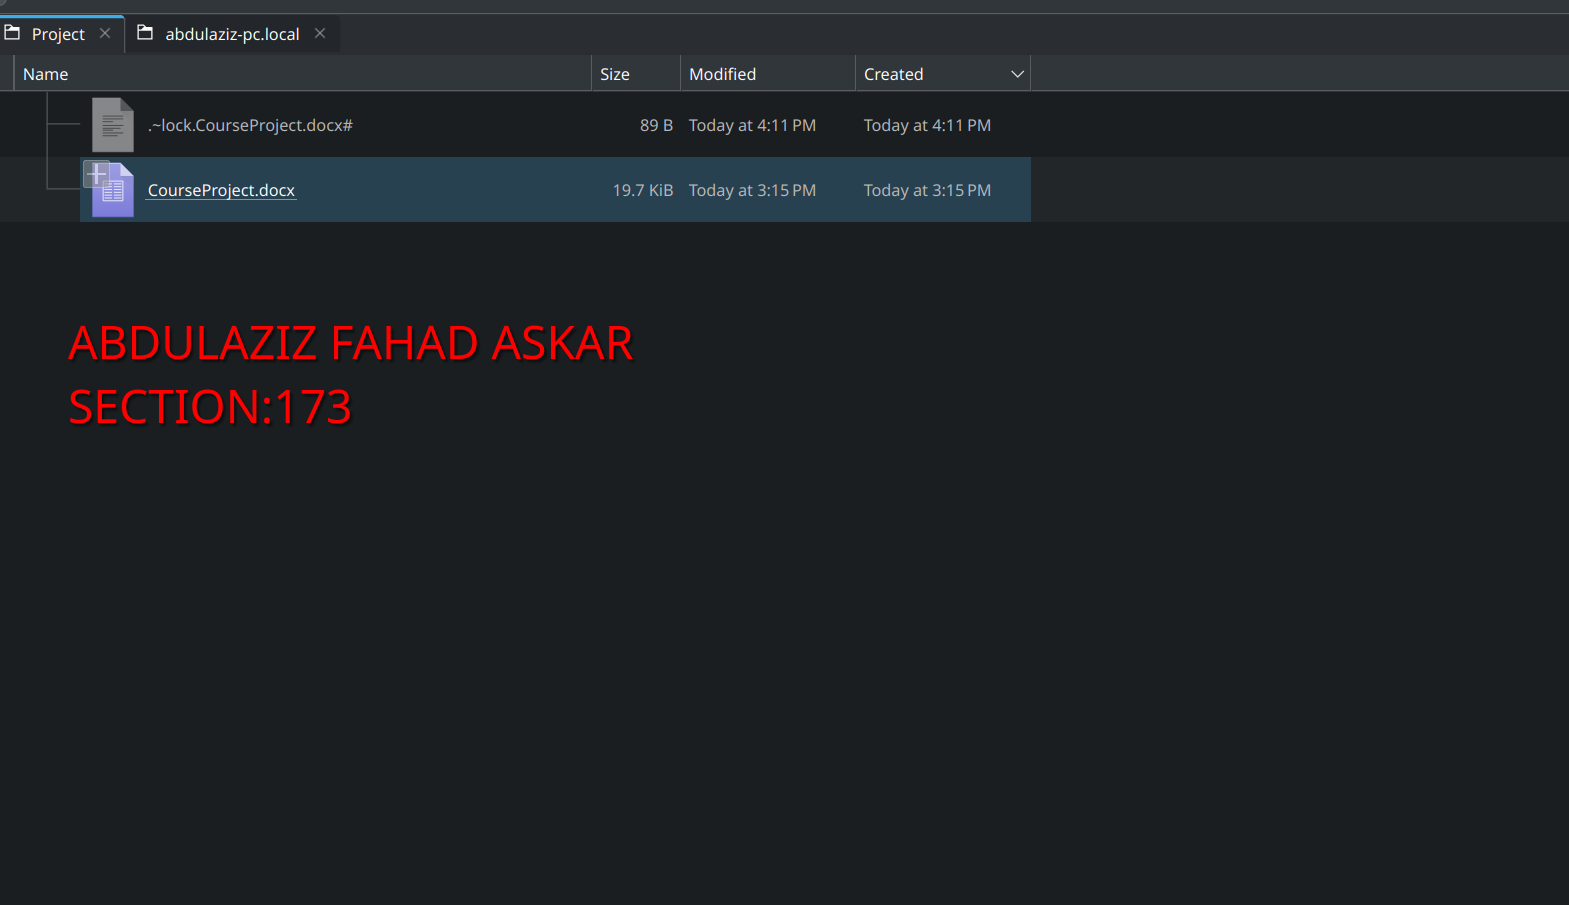 Project abdulaziz-pc.local
Name Size Modified Created
.~lock.CourseProject.docx# 89 B Today at 4:11 PM Today at 4:11 PM
CourseProject.docx 19.7 KiB Today at 3:15 PM Today at 3:15 PM
ABDULAZIZ FAHAD ASKAR
SECTION:173